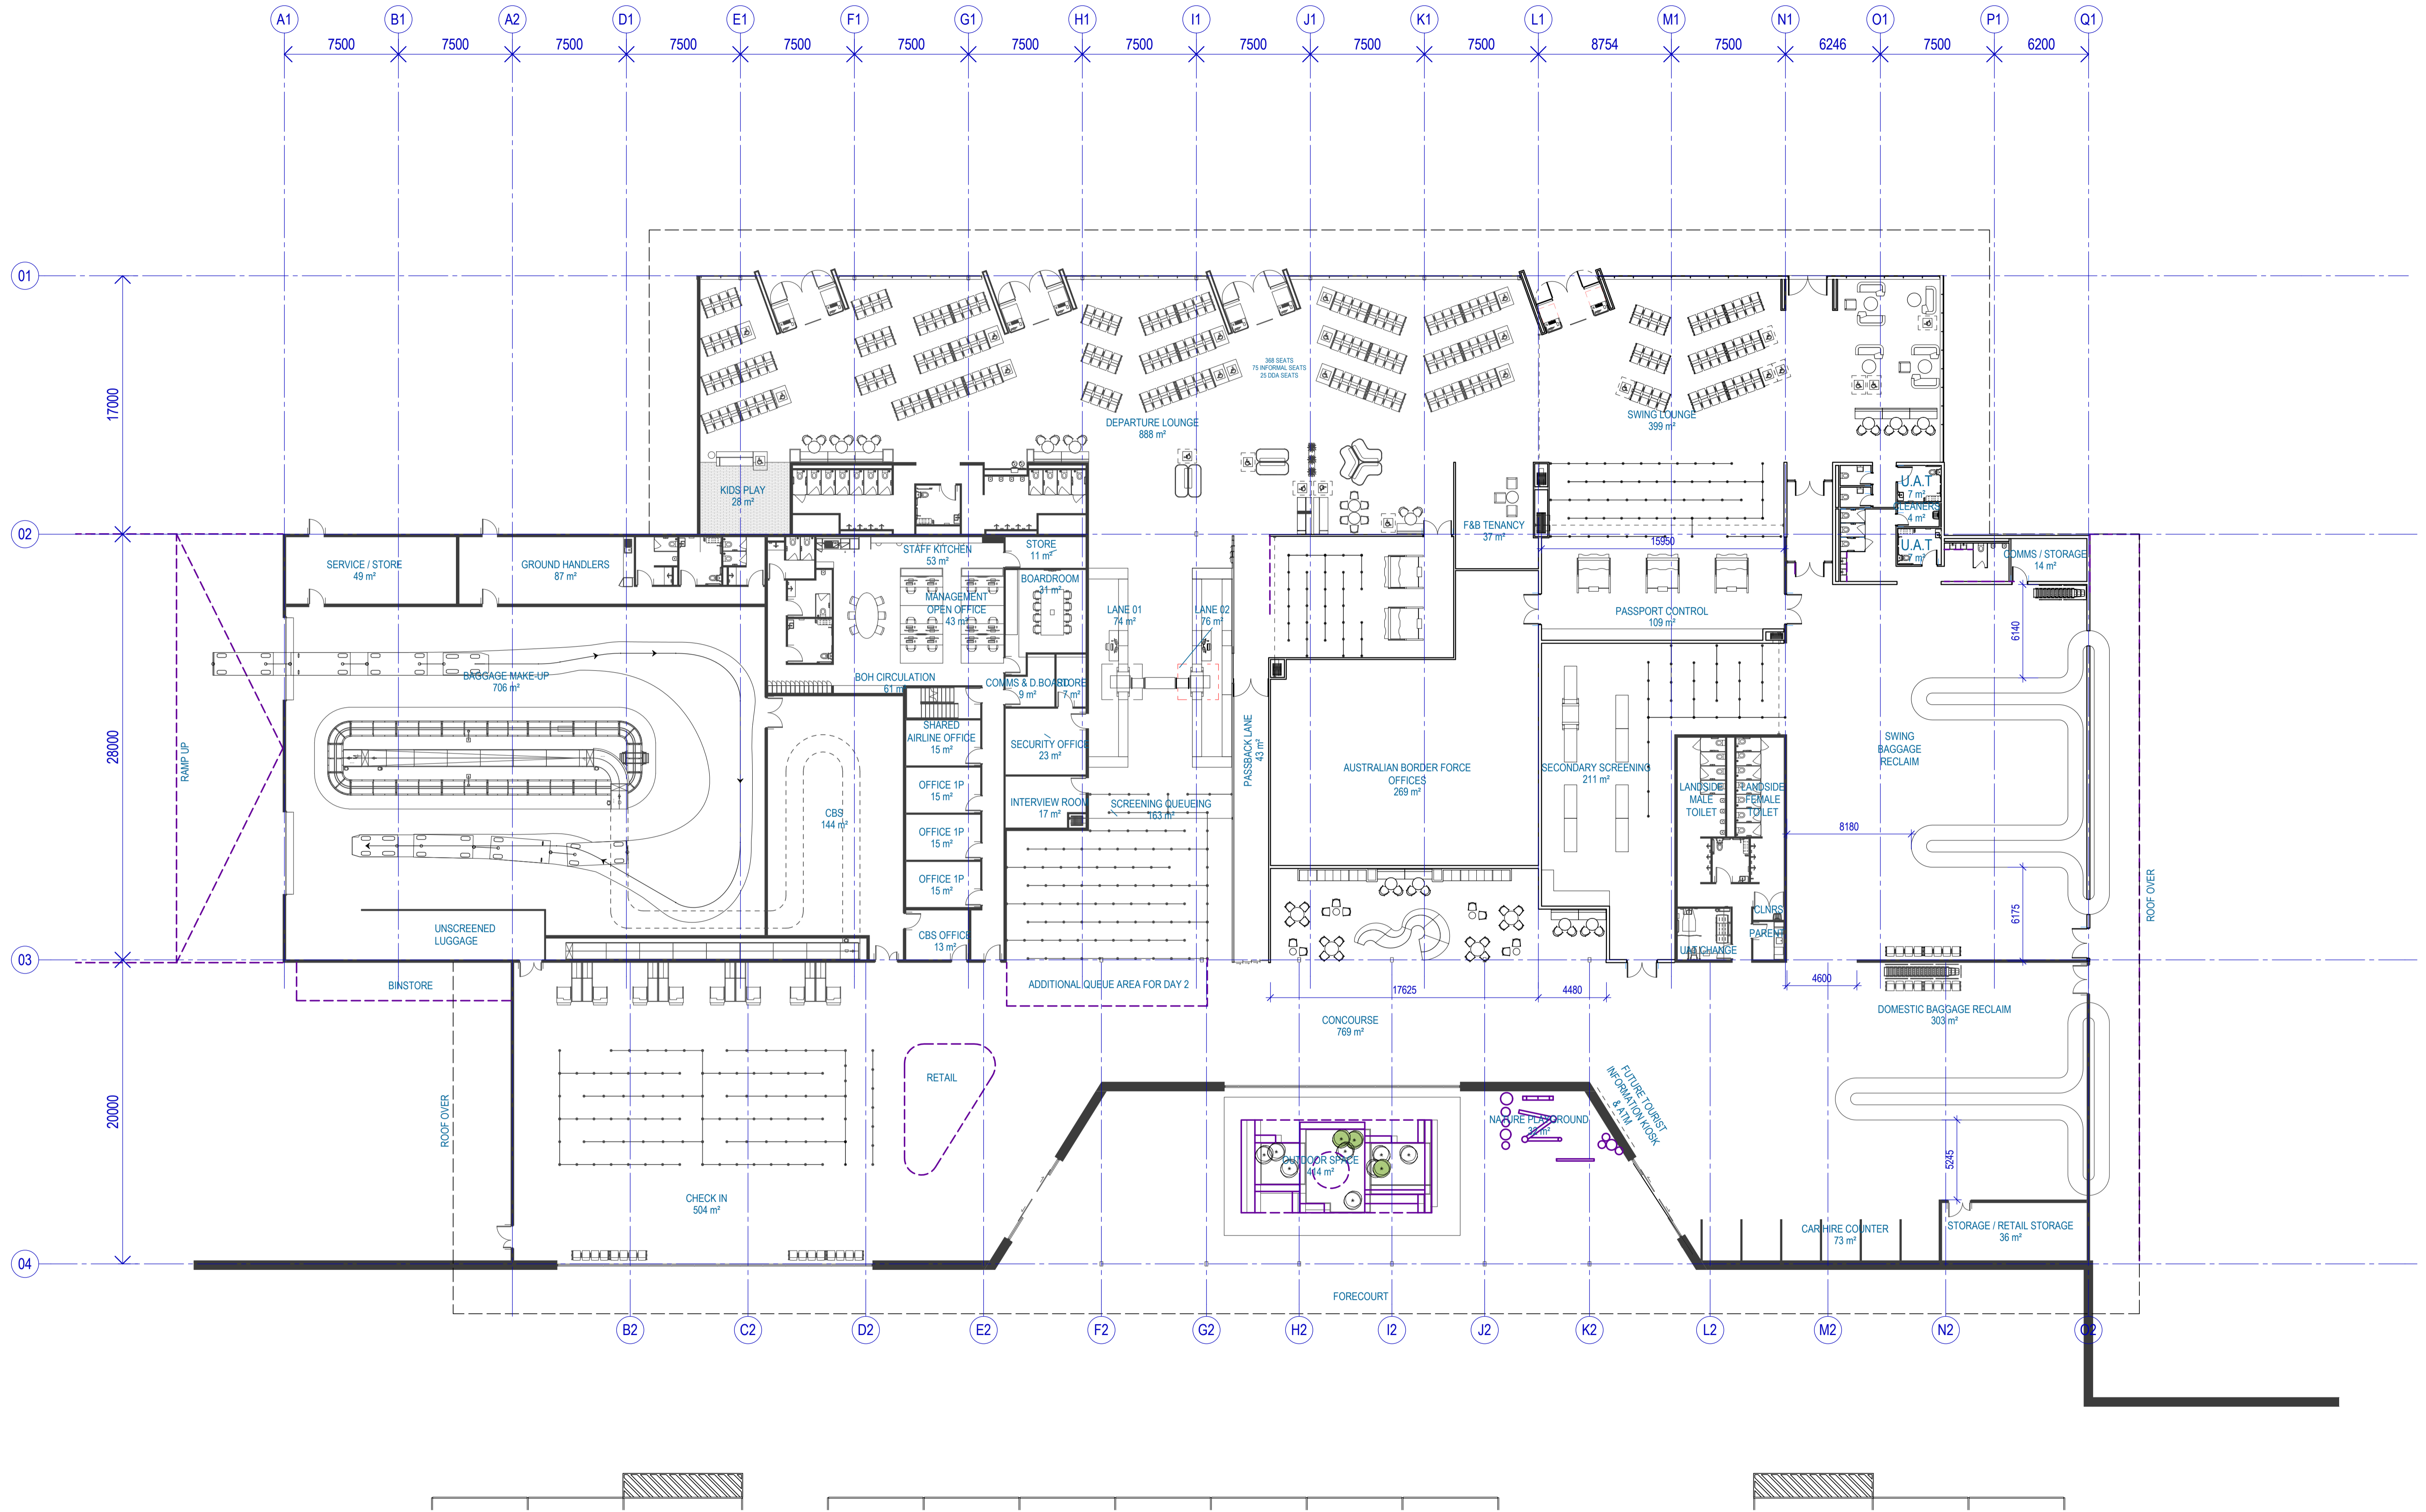 A1 B1 A2 D1 E1 F1 G1 H1 I1 J1 K1 L1 M1 N1 O1 P1 Q1
7500 7500 7500 7500 7500 7500 7500 7500 7500 7500 7500 8754 7500 6246 7500 6200
01
17000
368 SEATS
75 INFORMAL SEATS
25 DDA SEATS
DEPARTURE LOUNGE
888 m²
SWING LOUNGE
399 m²
KIDS PLAY
28 m²
F&B TENANCY
37 m²
U.A.T
7 m²
CLEANERS
4 m²
U.A.T
7 m²
02
15950
COMMS / STORAGE
14 m²
SERVICE / STORE
49 m²
GROUND HANDLERS
87 m²
STAFF KITCHEN
53 m²
STORE
11 m²
BOARDROOM
31 m²
MANAGEMENT
OPEN OFFICE
43 m²
LANE 01
74 m²
LANE 02
76 m²
PASSPORT CONTROL
109 m²
6140
BAGGAGE MAKE-UP
706 m²
BOH CIRCULATION
61 m
COMMS & D.BOARD
9 m²
STORE
7 m²
28000
RAMP UP
SHARED
AIRLINE OFFICE
15 m²
SECURITY OFFICE
23 m²
PASSBACK LANE
43 m²
SWING
BAGGAGE
RECLAIM
AUSTRALIAN BORDER FORCE
OFFICES
269 m²
SECONDARY SCREENING
211 m²
OFFICE 1P
15 m²
INTERVIEW ROOM
17 m²
SCREENING QUEUEING
163 m²
LANDSIDE
MALE
TOILET
LANDSIDE
FEMALE
TOILET
CBS
144 m²
8180
OFFICE 1P
15 m²
OFFICE 1P
15 m²
6175
ROOF OVER
CLNRS
PARENT
UNSCREENED
LUGGAGE
CBS OFFICE
13 m²
CHANGE
03
BINSTORE
ADDITIONAL QUEUE AREA FOR DAY 2
17625
4480
4600
CONCOURSE
769 m²
DOMESTIC BAGGAGE RECLAIM
303 m²
RETAIL
20000
ROOF OVER
FUTURE TOURIST
INFORMATION KIOSK
& ATM
NATURE PLAYGROUND
OUTDOOR SPACE
414 m²
5245
CHECK IN
504 m²
CAR HIRE COUNTER
73 m²
STORAGE / RETAIL STORAGE
36 m²
04
FORECOURT
B2 C2 D2 E2 F2 G2 H2 I2 J2 K2 L2 M2 N2